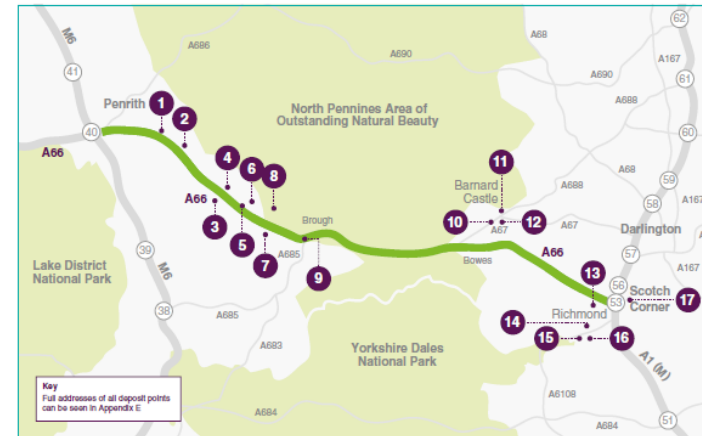 62
M6
A686
A68
A167
A690
41
A690
61
Penrith
1
2
North Pennines Area of
Outstanding Natural Beauty
A688
40
60
A66
11
A68
4
6
8
Barnard
Castle
A688
59
A66
58
A167
3
5
Brough
10
A67
12
A67
Darlington
7
A685
A66
57
39
9
Bowes
13
A167
Lake District
National Park
M6
56
Scotch
Corner
17
53
38
14
Richmond
A685
15
16
A683
Yorkshire Dales
National Park
A1 (M)
Key
Full addresses of all deposit points
can be seen in Appendix E
A6108
A684
A684
51